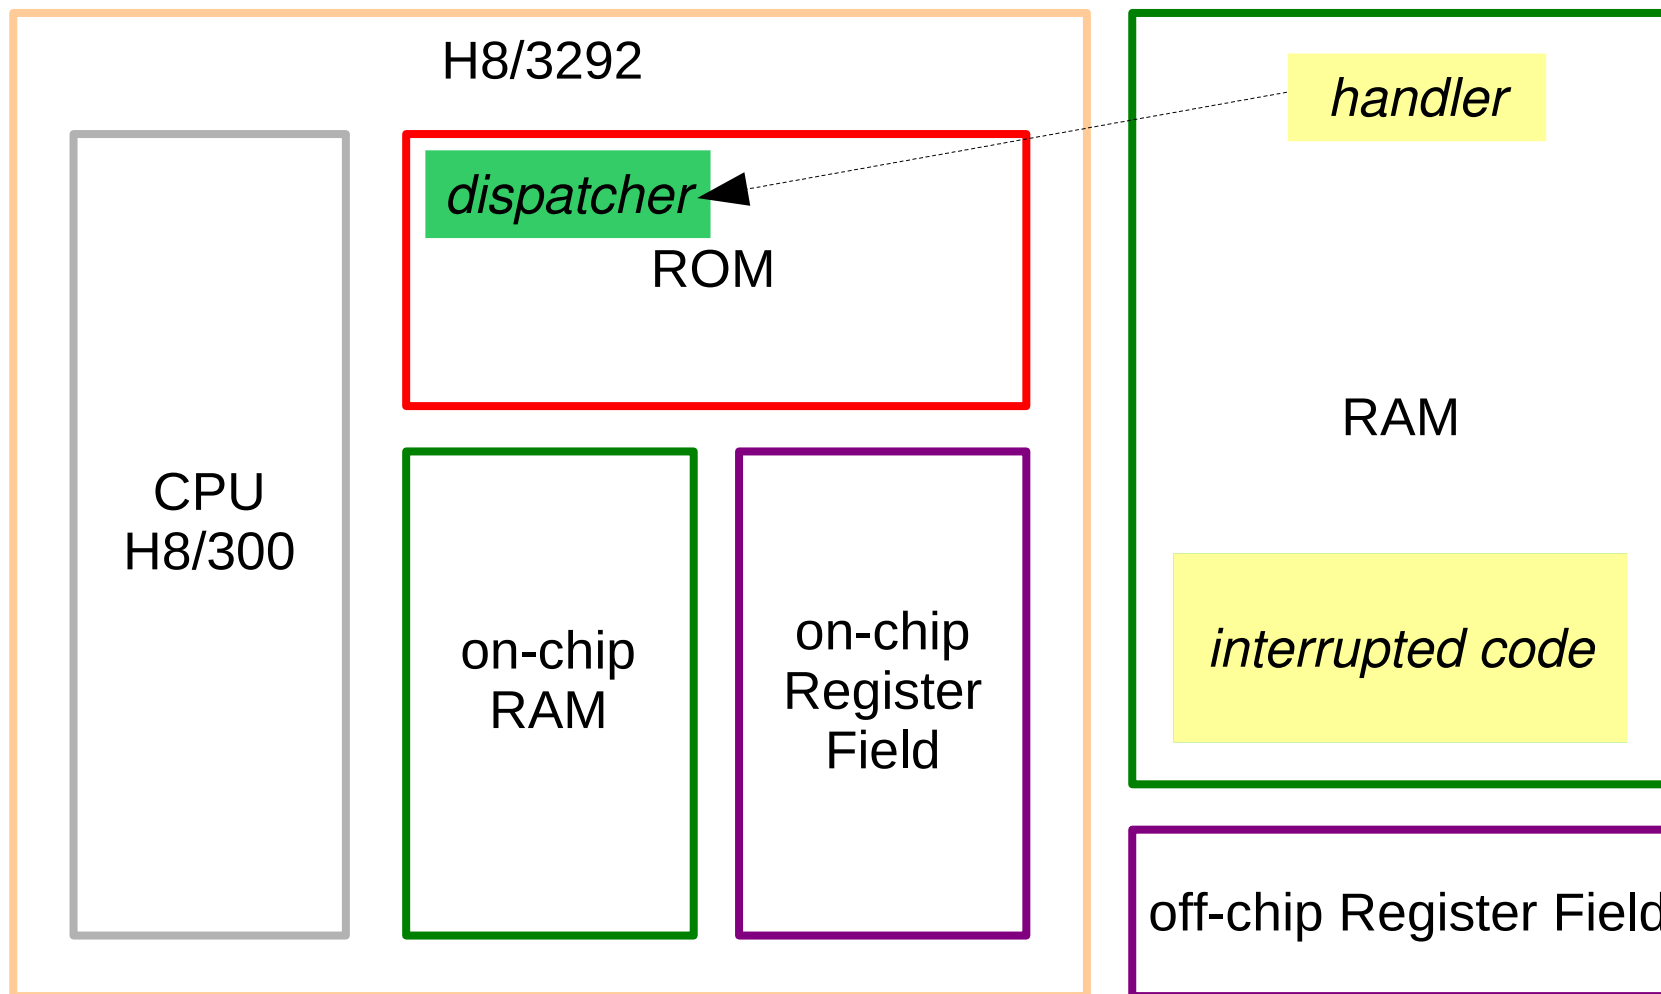 H8/3292
handler
dispatcher
ROM
RAM
CPU
H8/300
on-chip
RAM
on-chip
Register
Field
interrupted code
off-chip Register Field